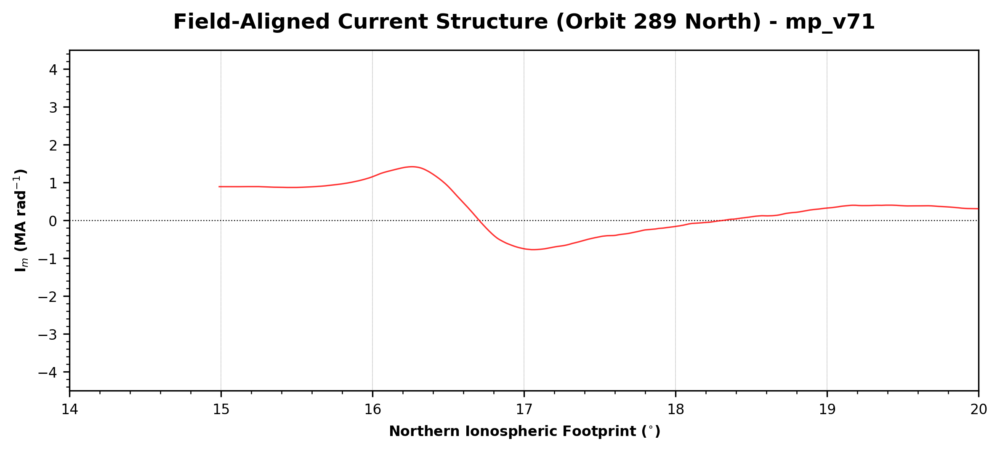 Field-Aligned Current Structure (Orbit 289 North) - mp_v71
4
3
2
1
0
−1
−2
−3
−4
I_m (MA rad⁻¹)
14 15 16 17 18 19 20
Northern Ionospheric Footprint (°)